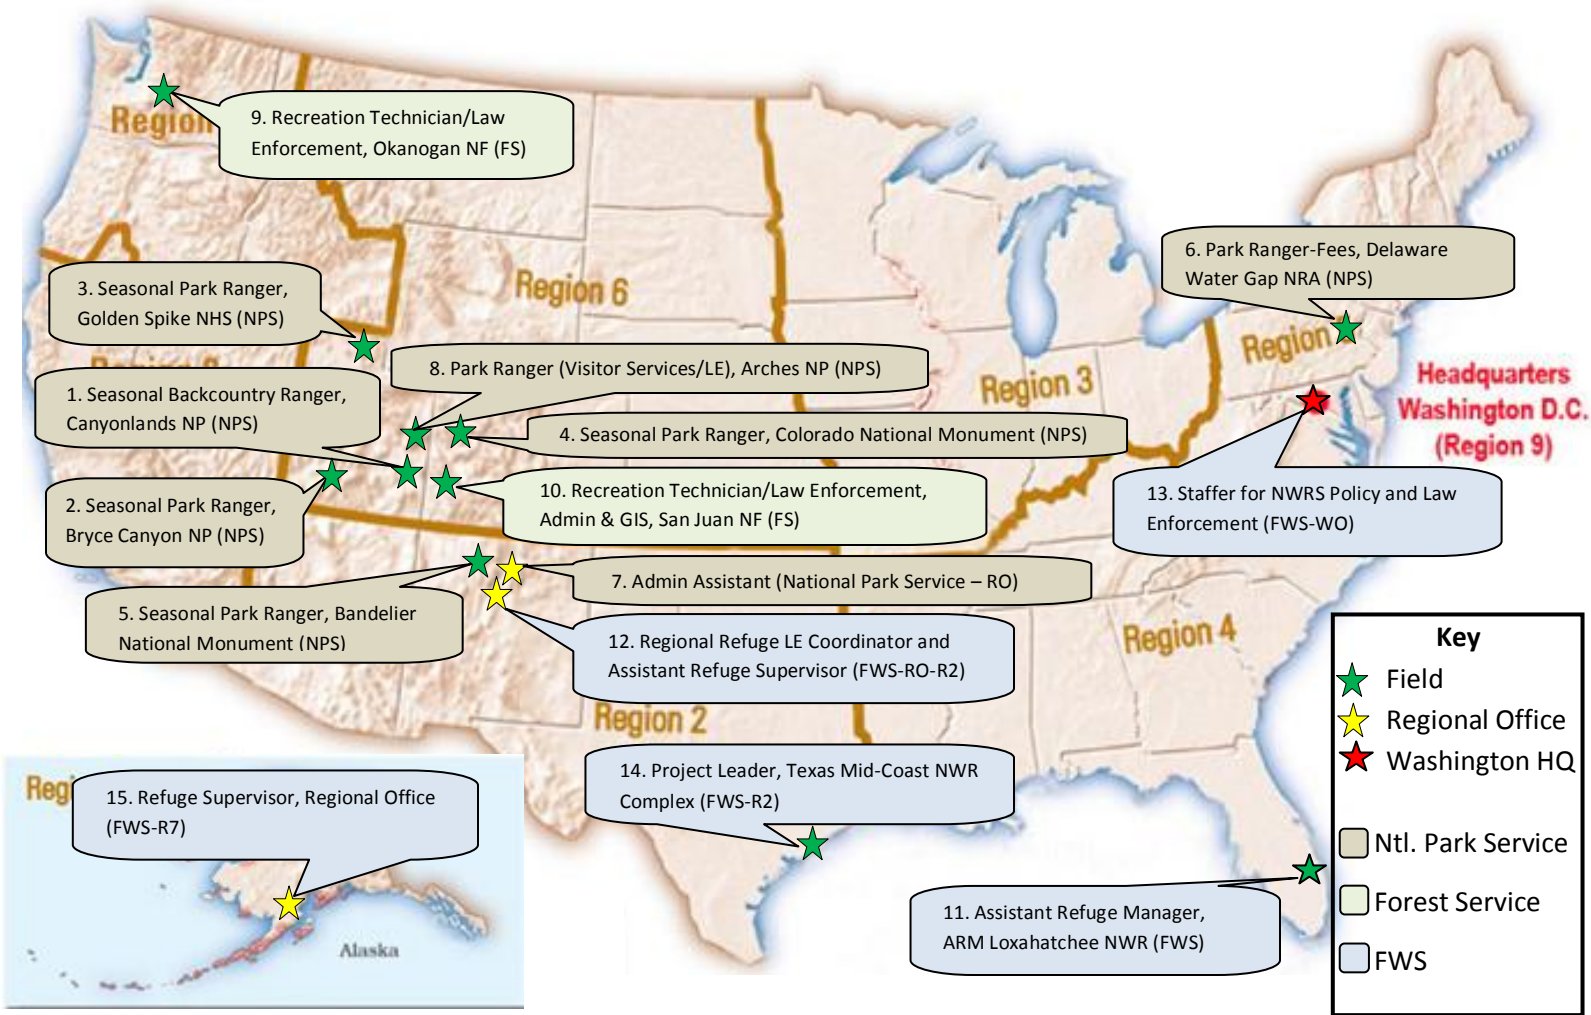 9. Recreation Technician/Law
Enforcement, Okanogan NF (FS)
Region
6. Park Ranger-Fees, Delaware
Water Gap NRA (NPS)
3. Seasonal Park Ranger,
Golden Spike NHS (NPS)
Region 6
Region
8. Park Ranger (Visitor Services/LE), Arches NP (NPS)
Region 3
Headquarters
Washington D.C.
(Region 9)
1. Seasonal Backcountry Ranger,
Canyonlands NP (NPS)
4. Seasonal Park Ranger, Colorado National Monument (NPS)
2. Seasonal Park Ranger,
Bryce Canyon NP (NPS)
10. Recreation Technician/Law Enforcement,
Admin & GIS, San Juan NF (FS)
13. Staffer for NWRS Policy and Law
Enforcement (FWS-WO)
7. Admin Assistant (National Park Service – RO)
5. Seasonal Park Ranger, Bandelier
National Monument (NPS)
12. Regional Refuge LE Coordinator and
Assistant Refuge Supervisor (FWS-RO-R2)
Region 4
Region 2
14. Project Leader, Texas Mid-Coast NWR
Complex (FWS-R2)
15. Refuge Supervisor, Regional Office
(FWS-R7)
Alaska
11. Assistant Refuge Manager,
ARM Loxahatchee NWR (FWS)
Key
Field
Regional Office
Washington HQ
Ntl. Park Service
Forest Service
FWS